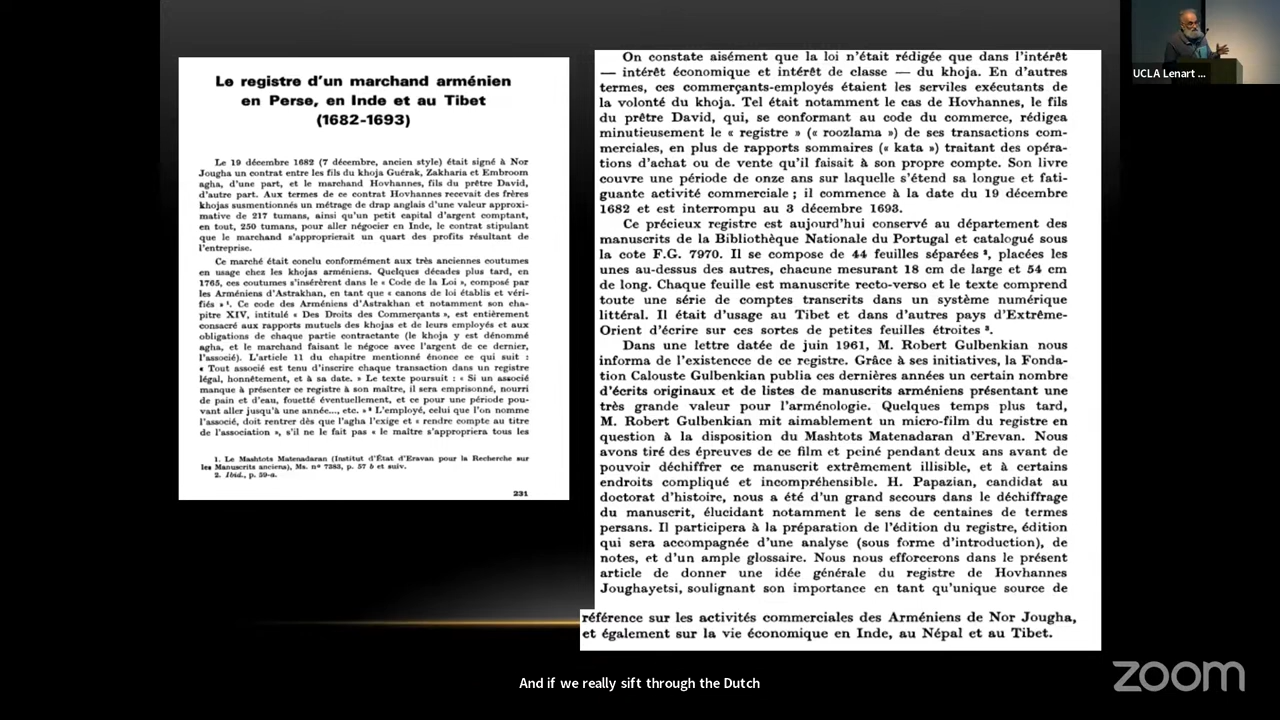 Le registre d'un marchand arménien
en Perse, en Inde et au Tibet
(1682-1693)
Le 19 décembre 1682 (7 décembre, ancien style) était signé à Nor
Jougha un contrat entre les fils du khoja Guérak, Zakharia et Embroom
agha, d'une part, et le marchand Hovhannes, fils du prêtre David,
d'autre part. Aux termes de ce contrat Hovhannes recevait des frères
khojas susmentionnés un métrage de drap anglais d'une valeur approxi-
mative de 217 tumans, ainsi qu'un petit capital d'argent comptant,
en tout, 250 tumans, pour aller négocier en Inde, le contrat stipulant
que le marchand s'approprierait un quart des profits résultant de
l'entreprise.
Ce marché était conclu conformément aux très anciennes coutumes
en usage chez les khojas arméniens. Quelques décades plus tard, en
1765, ces coutumes s'insérèrent dans le « Code de la Loi », composé par
les Arméniens d'Astrakhan, en tant que « canons de loi établis et véri-
fiés » ¹. Ce code des Arméniens d'Astrakhan et notamment son cha-
pitre XIV, intitulé « Des Droits des Commerçants », est entièrement
consacré aux rapports mutuels des khojas et de leurs employés et aux
obligations de chaque partie contractante (le khoja y est dénommé
agha, et le marchand faisant le négoce avec l'argent de ce dernier,
l'associé). L'article 11 du chapitre mentionné énonce ce qui suit :
« Tout associé est tenu d'inscrire chaque transaction dans un registre
légal, honnêtement, et à sa date. » Le texte poursuit : « Si un associé
manque à présenter ce registre à son maître, il sera emprisonné, nourri
de pain et d'eau, fouetté éventuellement, et ce pour une période pou-
vant aller jusqu'à une année..., etc. » ² L'employé, celui que l'on nomme
l'associé, doit rentrer dès que l'agha l'exige et « rendre compte au titre
de l'association », s'il ne le fait pas « le maître s'appropriera tous les
1. Le Mashtots Matenadaran (Institut d'État d'Eravan pour la Recherche sur
les Manuscrits anciens), Ms. nº 7383, p. 57 b et suiv.
2. Ibid., p. 59-a.
231
On constate aisément que la loi n'était rédigée que dans l'intérêt
— intérêt économique et intérêt de classe — du khoja. En d'autres
termes, ces commerçants-employés étaient les serviles exécutants de
la volonté du khoja. Tel était notamment le cas de Hovhannes, le fils
du prêtre David, qui, se conformant au code du commerce, rédigea
minutieusement le « registre » (« roozlama ») de ses transactions com-
merciales, en plus de rapports sommaires (« kata ») traitant des opéra-
tions d'achat ou de vente qu'il faisait à son propre compte. Son livre
couvre une période de onze ans sur laquelle s'étend sa longue et fati-
guante activité commerciale ; il commence à la date du 19 décembre
1682 et est interrompu au 3 décembre 1693.
Ce précieux registre est aujourd'hui conservé au département des
manuscrits de la Bibliothèque Nationale du Portugal et catalogué sous
la cote F.G. 7970. Il se compose de 44 feuilles séparées ², placées les
unes au-dessus des autres, chacune mesurant 18 cm de large et 54 cm
de long. Chaque feuille est manuscrite recto-verso et le texte comprend
toute une série de comptes transcrits dans un système numérique
littéral. Il était d'usage au Tibet et dans d'autres pays d'Extrême-
Orient d'écrire sur ces sortes de petites feuilles étroites ³.
Dans une lettre datée de juin 1961, M. Robert Gulbenkian nous
informa de l'existencce de ce registre. Grâce à ses initiatives, la Fonda-
tion Calouste Gulbenkian publia ces dernières années un certain nombre
d'écrits originaux et de listes de manuscrits arméniens présentant une
très grande valeur pour l'arménologie. Quelques temps plus tard,
M. Robert Gulbenkian mit aimablement un micro-film du registre en
question à la disposition du Mashtots Matenadaran d'Erevan. Nous
avons tiré des épreuves de ce film et peiné pendant deux ans avant de
pouvoir déchiffrer ce manuscrit extrêmement illisible, et à certains
endroits compliqué et incompréhensible. H. Papazian, candidat au
doctorat d'histoire, nous a été d'un grand secours dans le déchiffrage
du manuscrit, élucidant notamment le sens de centaines de termes
persans. Il participera à la préparation de l'édition du registre, édition
qui sera accompagnée d'une analyse (sous forme d'introduction), de
notes, et d'un ample glossaire. Nous nous efforcerons dans le présent
article de donner une idée générale du registre de Hovhannes
Joughayetsi, soulignant son importance en tant qu'unique source de
référence sur les activités commerciales des Arméniens de Nor Jougha,
et également sur la vie économique en Inde, au Népal et au Tibet.
UCLA Lenart ...
And if we really sift through the Dutch
zoom